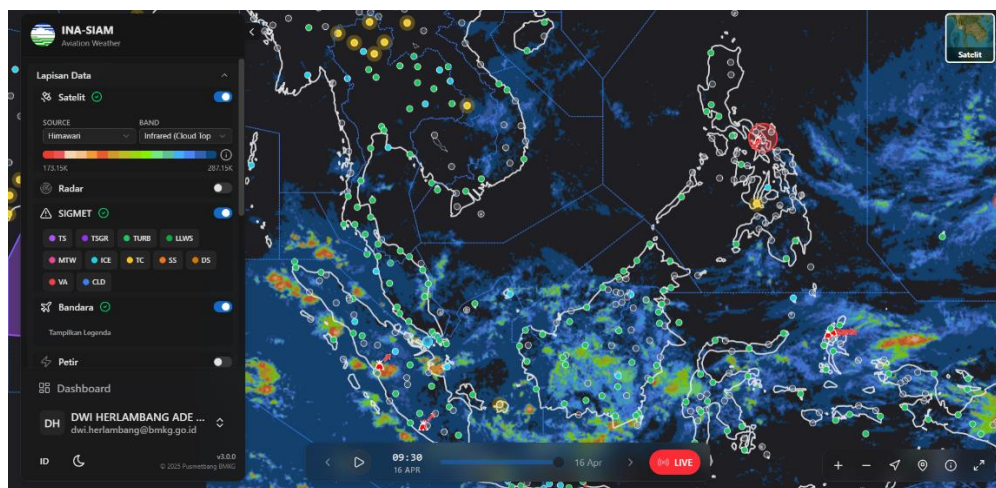 INA-SIAM
Aviation Weather
Lapisan Data
Satelit
SOURCE
BAND
Himawari
Infrared (Cloud Top
173.15K
287.15K
Radar
SIGMET
TS
TSGR
TURB
LLWS
MTW
ICE
TC
SS
DS
VA
CLD
Bandara
Tampilkan Legenda
Petir
Dashboard
DH
DWI HERLAMBANG ADE ...
dwi.herlambang@bmkg.go.id
ID
v3.0.0
© 2025 Pusmetbang BMKG
09:30
16 APR
16 Apr
LIVE
Satelit